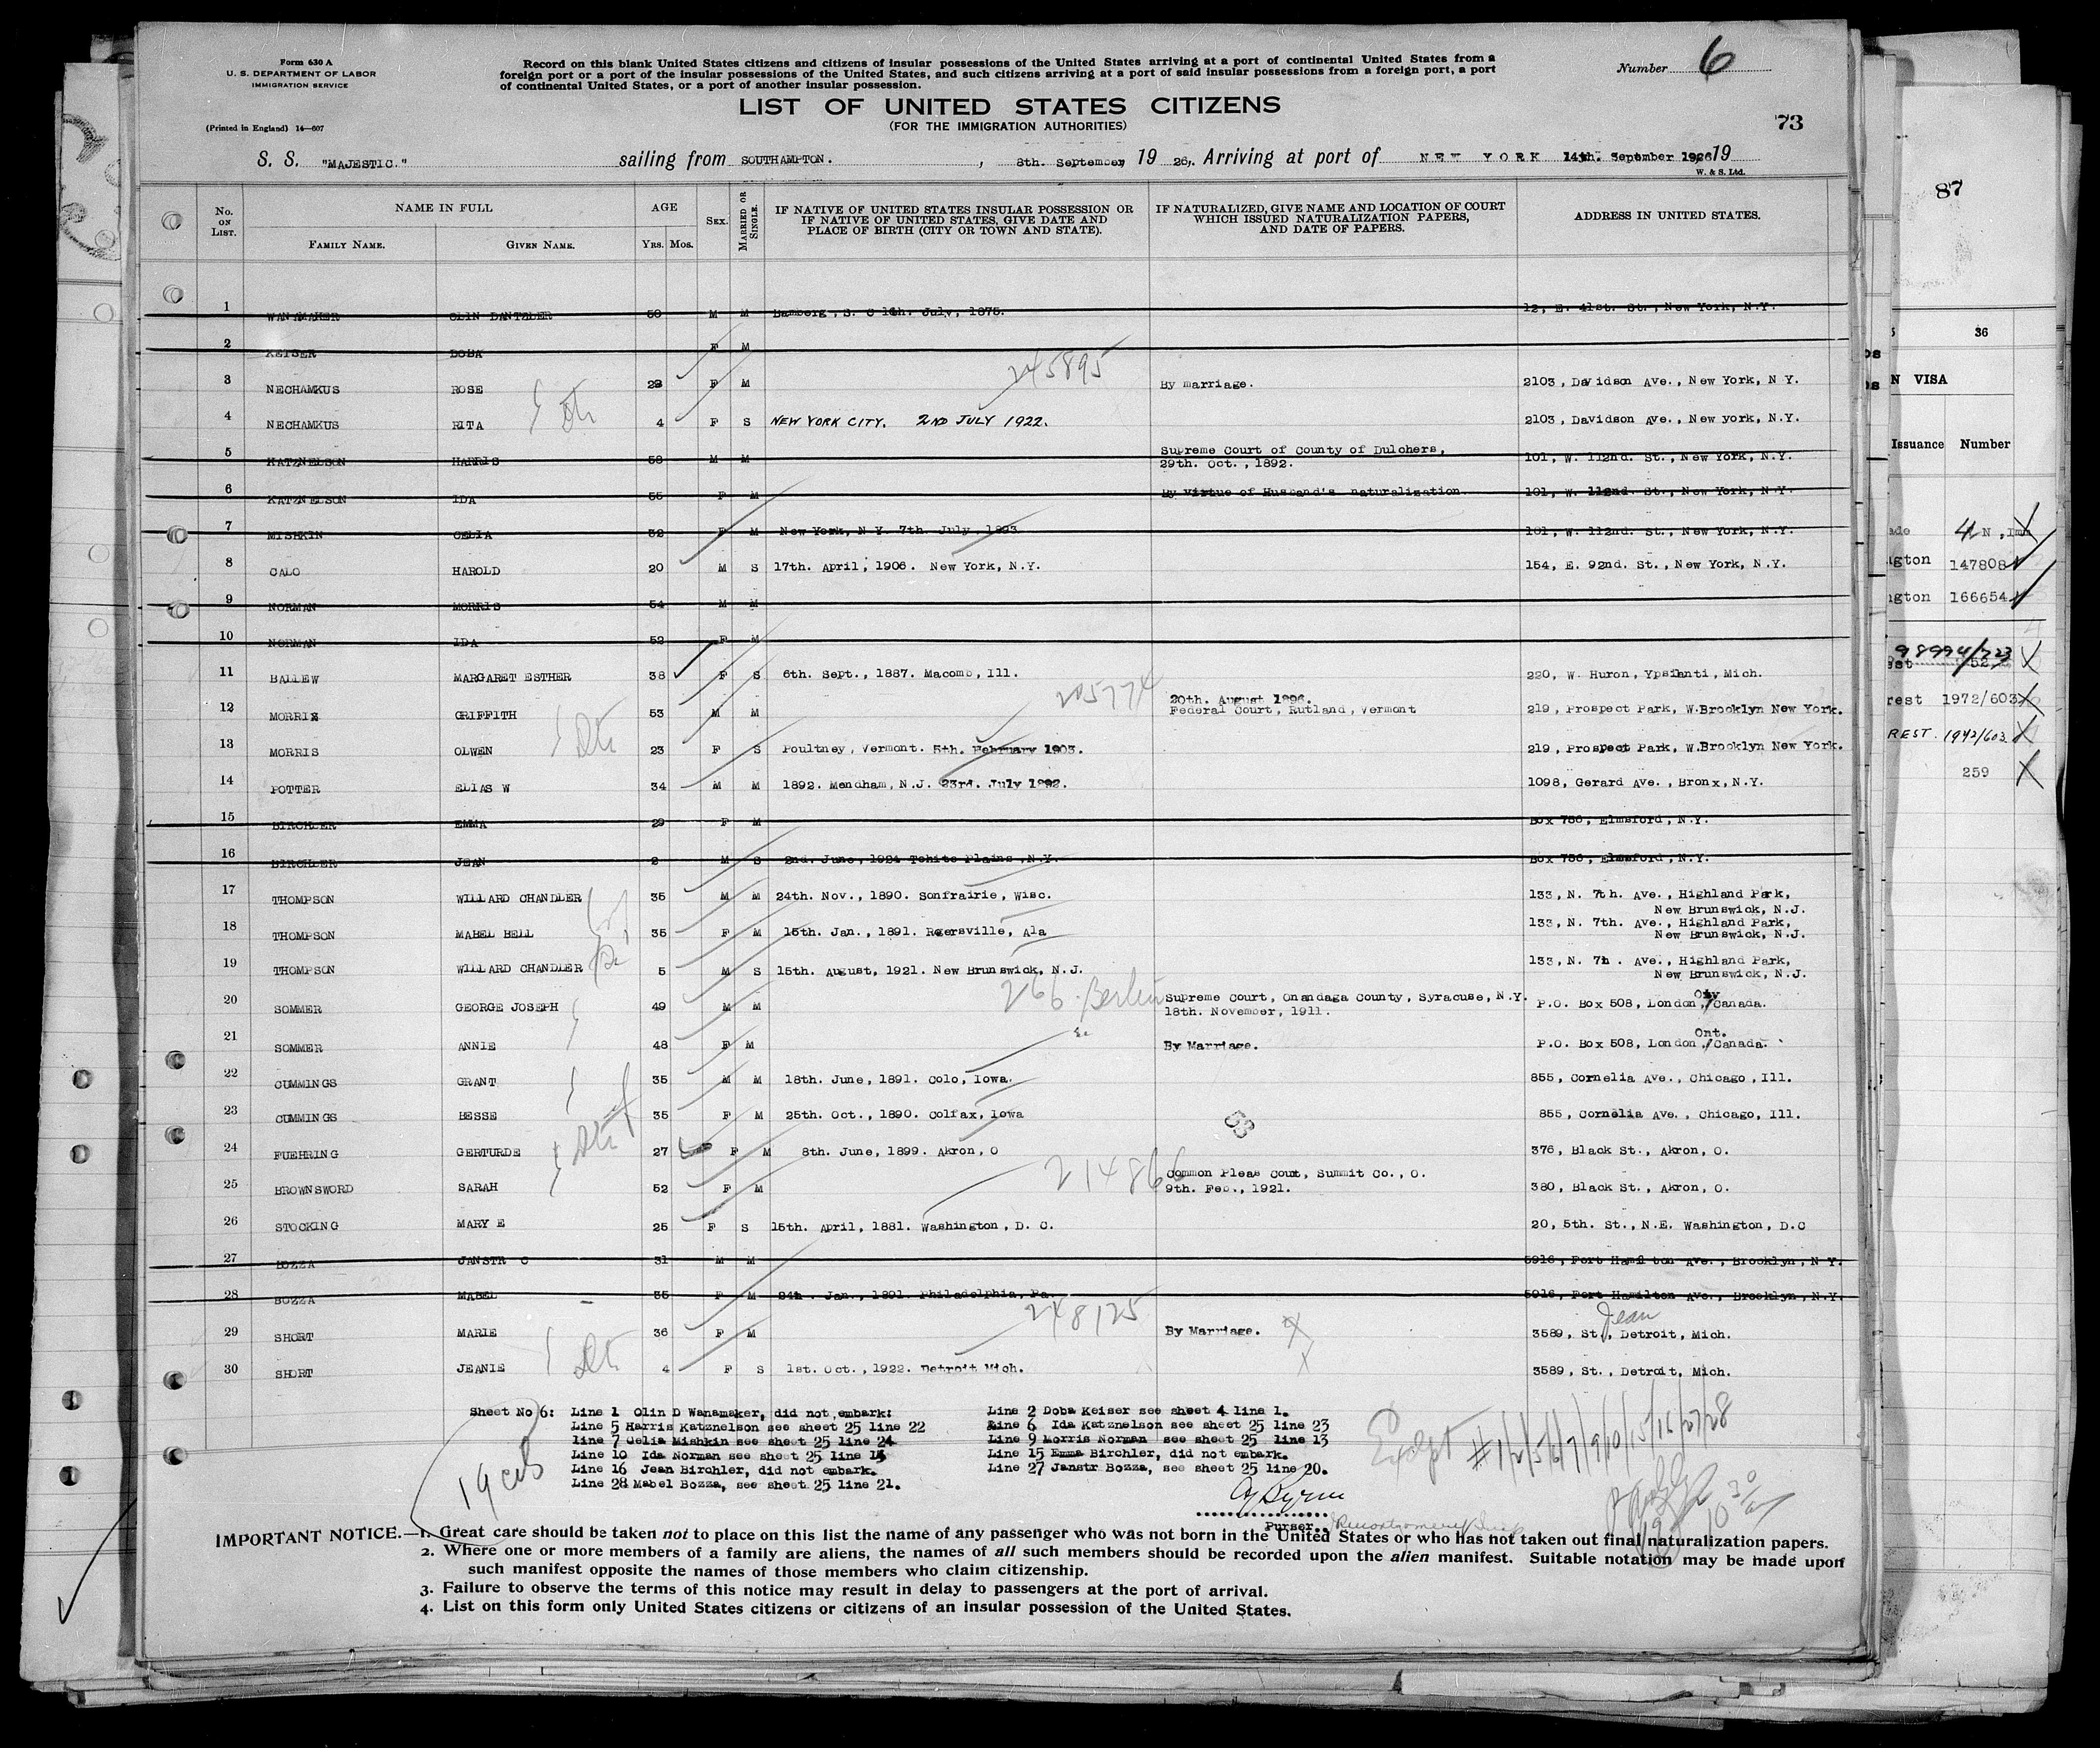 Form 630 A
U. S. DEPARTMENT OF LABOR
IMMIGRATION SERVICE
(Printed in England) 14—607
Record on this blank United States citizens and citizens of insular possessions of the United States arriving at a port of continental United States from a
foreign port or a port of the insular possessions of the United States, and such citizens arriving at a port of said insular possessions from a foreign port, a port
of continental United States, or a port of another insular possession.
Number 6
LIST OF UNITED STATES CITIZENS
(FOR THE IMMIGRATION AUTHORITIES)
73
S. S. "MAJESTIC." sailing from SOUTHAMPTON. , 8th. September, 19 26, Arriving at port of NEW YORK 14th. September 1926 19
W. & S. Ltd.
No. ON LIST. NAME IN FULL FAMILY NAME. GIVEN NAME. AGE Yrs. Mos. SEX. MARRIED OR SINGLE. IF NATIVE OF UNITED STATES INSULAR POSSESSION OR IF NATIVE OF UNITED STATES, GIVE DATE AND PLACE OF BIRTH (CITY OR TOWN AND STATE). IF NATURALIZED, GIVE NAME AND LOCATION OF COURT WHICH ISSUED NATURALIZATION PAPERS, AND DATE OF PAPERS. ADDRESS IN UNITED STATES.
1 WANAMAKER OLIN DANTZLER 50 M M Bamberg, S. C 14th. July, 1875. 12, E. 41st. St., New York, N.Y.
2 KEISER DOBA F M
245895
3 NECHAMKUS ROSE 28 F M By marriage. 2103, Davidson Ave., New York, N Y.
4 NECHAMKUS RITA 4 F S NEW YORK CITY. 2ND JULY 1922. 2103, Davidson Ave., New york, N.Y.
5 KATZNELSON HARRIS 58 M M Supreme Court of County of Dulchers, 29th. Oct., 1892. 101, W. 112nd. St., New York, N.Y.
6 KATZNELSON IDA 55 F M By virtue of Husband's naturalization. 101, W. 112nd. St., New York, N.Y.
7 MISHKIN CELIA 32 F M New York, N.Y. 7th. July, 1893 101, W. 112nd. St., New York, N.Y.
8 CALO HAROLD 20 M S 17th. April, 1906. New York, N.Y. 154, E. 92nd. St., New York, N.Y.
9 NORMAN MORRIS 54 M M
10 NORMAN IDA 52 F M
11 BALLEW MARGARET ESTHER 38 F S 6th. Sept., 1887. Macomb, Ill. 220, W. Huron, Ypsilanti, Mich.
205774
12 MORRIS GRIFFITH 53 M M 20th. August 1896. Federal Court, Rutland, Vermont 219, Prospect Park, W.Brooklyn New York.
13 MORRIS OLWEN 23 F S Poultney, Vermont. 5th. February 1903. 219, Prospect Park, W.Brooklyn New York.
14 POTTER ELIAS W 34 M M 1892. Mendham, N.J. 23rd. July 1892. 1098, Gerard Ave., Bronx, N.Y.
15 BIRCHLER EMMA 29 F M Box 756, Elmsford, N.Y.
16 BIRCHLER JEAN 2 M S 2nd. June, 1924 Tehite Plains, N.Y. Box 756, Elmsford, N.Y.
17 THOMPSON WILLARD CHANDLER 35 M M 24th. Nov., 1890. Sonfrairie, Wisc. 133, N. 7th. Ave., Highland Park, New Brunswick, N.J.
18 THOMPSON MABEL BELL 35 F M 15th. Jan., 1891. Rgersville, Ala 133, N. 7th. Ave., Highland Park, New Brunswick, N.J.
19 THOMPSON WILLARD CHANDLER 5 M S 15th. August, 1921. New Brunswick, N.J. 133, N. 7h. Ave., Highland Park, New Brunswick, N.J.
266 Berlin
20 SOMMER GEORGE JOSEPH 49 M M Supreme Court, Onandaga County, Syracuse, N.Y. 18th. November, 1911. P.O. Box 508, London, Canada.
21 SOMMER ANNIE 48 F M By Marriage. P.O. Box 508, London, Ont. Canada.
22 CUMMINGS GRANT 35 M M 18th. June, 1891. Colo, Iowa. 855, Cornelia Ave., Chicago, Ill.
23 CUMMINGS BESSE 35 F M 25th. Oct., 1890. Colfax, Iowa 855, Cornelia Ave., Chicago, Ill.
24 FUEHRING GERTURDE 27 F M 8th. June, 1899. Akron, O 376, Black St., Akron, O.
214866
25 BROWNSWORD SARAH 52 F M Common Pleas Court, Summit Co., O. 9th. Feb., 1921. 380, Black St., Akron, O.
26 STOCKING MARY E 25 F S 15th. April, 1881. Washington, D. C. 20, 5th. St., N.E. Washington, D.C
27 BOZZA JANSTR C 31 M M 5916, Fort Hamilton Ave., Brooklyn, N Y.
28 BOZZA MABEL 35 F M 24h. Jan., 1891. Philadelphia, Pa. 5916, Fort Hamilton Ave., Brooklyn, N.Y.
248125
29 SHORT MARIE 36 F M By Marriage. X 3589, St. Jean, Detroit, Mich.
30 SHORT JEANIE 4 F S 1st. Oct., 1922. Detroit Mich. X 3589, St., Detroit, Mich.
Sheet No 6: Line 1 Olin D Wanamaker, did not embark: Line 2 Doba Keiser see sheet 4 line 1.
Line 5 Harris Katznelson see sheet 25 line 22 Line 6 Ida Katznelson see sheet 25 line 23
line 7 Celia Mishkin see sheet 25 line 24 Line 9 Morris Norman see sheet 25 line 13
Line 10 Ida Norman see sheet 25 line 14 Line 15 Emma Birchler, did not embark.
Line 16 Jean Birchler, did not embark. Line 27 Janstr Bozza, see sheet 25 line 20.
Line 28 Mabel Bozza, see sheet 25 line 21.
Except #1/2/5/6/7/9/10/15/16/27/28
Purser.
IMPORTANT NOTICE.—1. Great care should be taken not to place on this list the name of any passenger who was not born in the United States or who has not taken out final naturalization papers.
2. Where one or more members of a family are aliens, the names of all such members should be recorded upon the alien manifest. Suitable notation may be made upon
such manifest opposite the names of those members who claim citizenship.
3. Failure to observe the terms of this notice may result in delay to passengers at the port of arrival.
4. List on this form only United States citizens or citizens of an insular possession of the United States.
87
36
N VISA
Issuance Number
147808
166654
98994/723
1972/603
REST. 1942/603
259